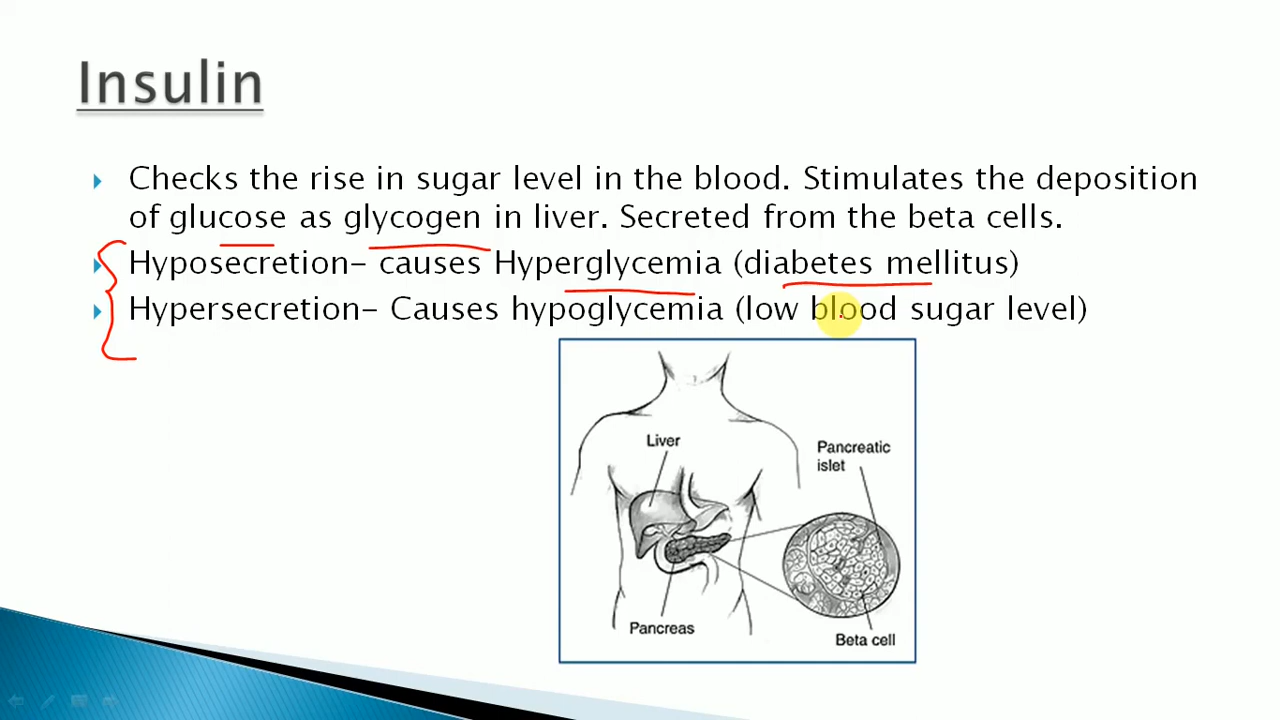 Insulin
Checks the rise in sugar level in the blood. Stimulates the deposition
of glucose as glycogen in liver. Secreted from the beta cells.
Hyposecretion- causes Hyperglycemia (diabetes mellitus)
Hypersecretion- Causes hypoglycemia (low blood sugar level)
Liver
Pancreatic
islet
Pancreas
Beta cell